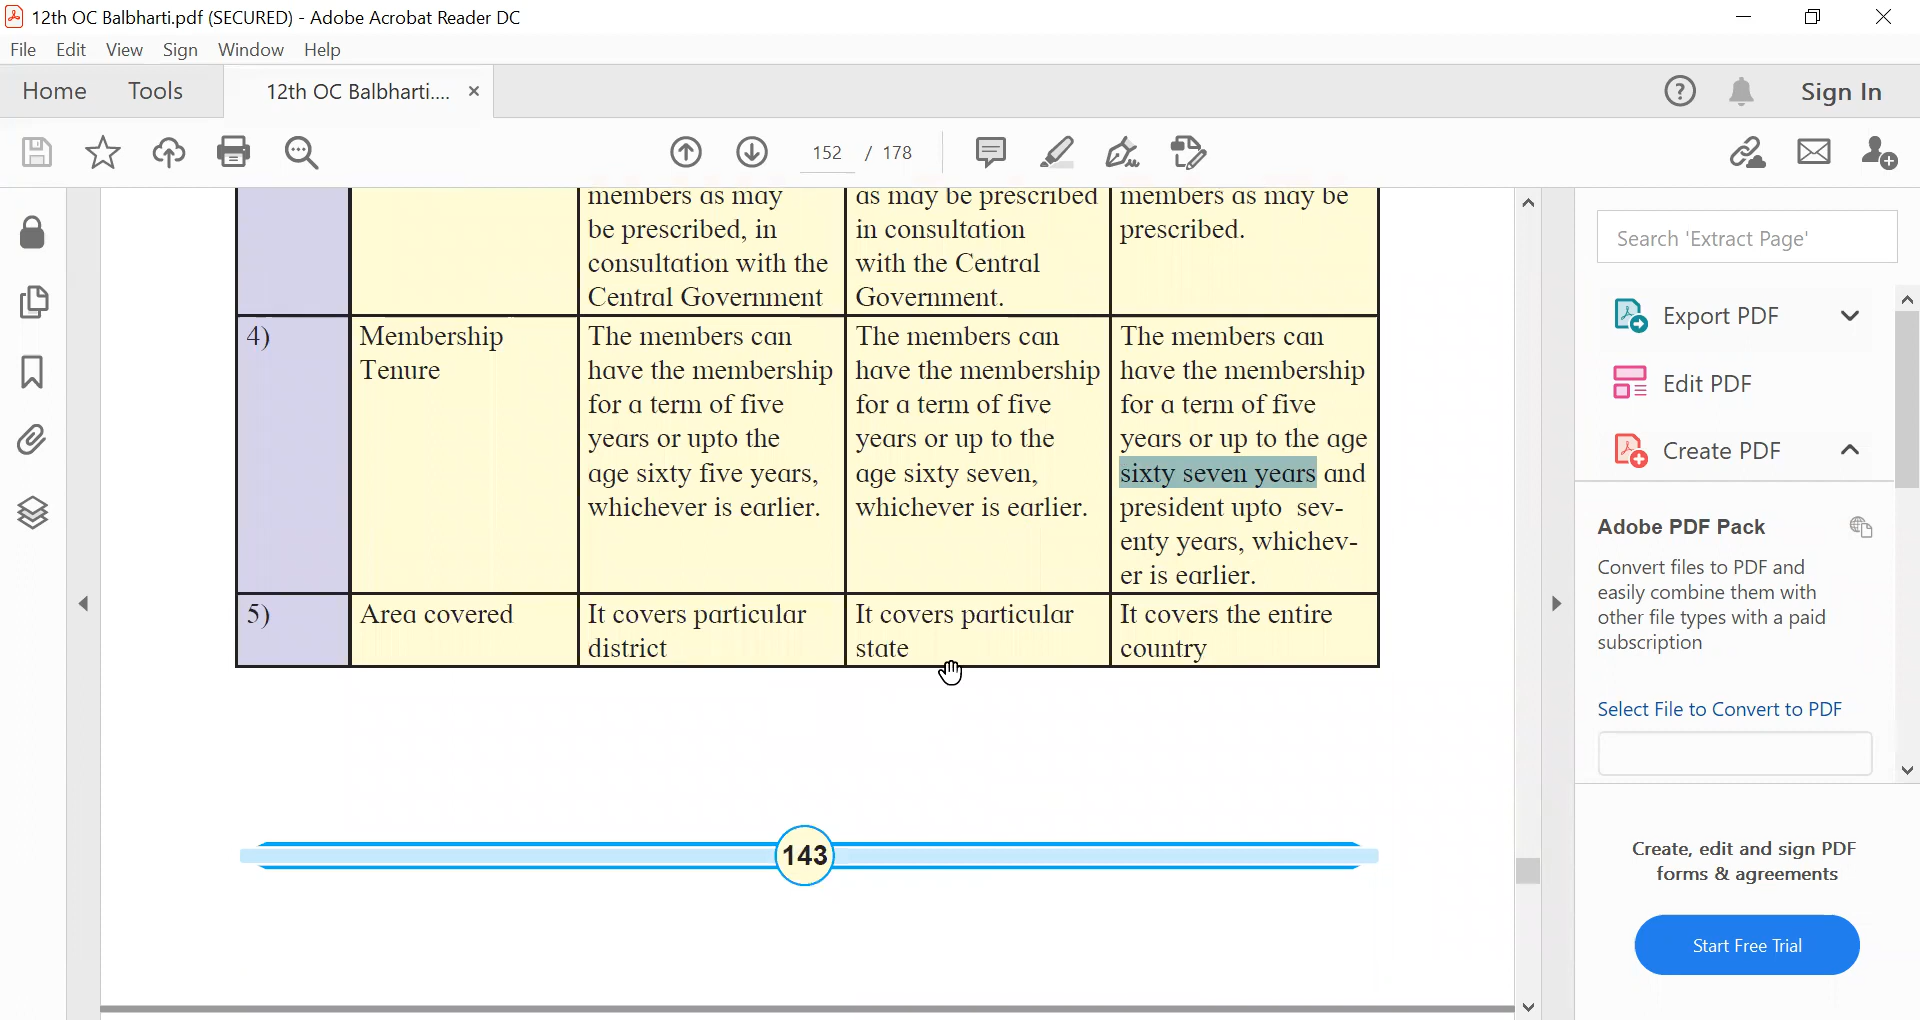 12th OC Balbharti.pdf (SECURED) - Adobe Acrobat Reader DC
File Edit View Sign Window Help
Home Tools 12th OC Balbharti.... × Sign In
152 / 178
members as may
be prescribed, in
consultation with the
Central Government
as may be prescribed
in consultation
with the Central
Government.
members as may be
prescribed.
4)
Membership
Tenure
The members can
have the membership
for a term of five
years or upto the
age sixty five years,
whichever is earlier.
The members can
have the membership
for a term of five
years or up to the
age sixty seven,
whichever is earlier.
The members can
have the membership
for a term of five
years or up to the age
sixty seven years and
president upto sev-
enty years, whichev-
er is earlier.
5)
Area covered
It covers particular
district
It covers particular
state
It covers the entire
country
143
Search 'Extract Page'
Export PDF
Edit PDF
Create PDF
Adobe PDF Pack
Convert files to PDF and
easily combine them with
other file types with a paid
subscription
Select File to Convert to PDF
Create, edit and sign PDF
forms & agreements
Start Free Trial